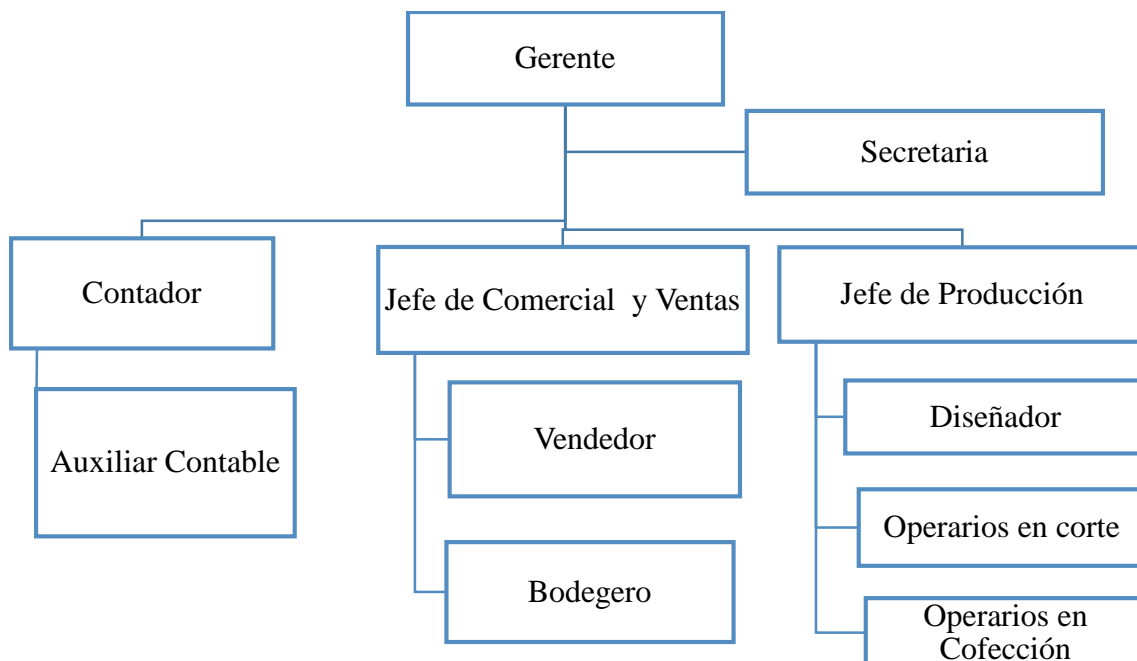 Gerente
Secretaria
Contador
Jefe de Comercial  y Ventas
Jefe de Producción
Auxiliar Contable
Vendedor
Bodegero
Diseñador
Operarios en corte
Operarios en
Cofección